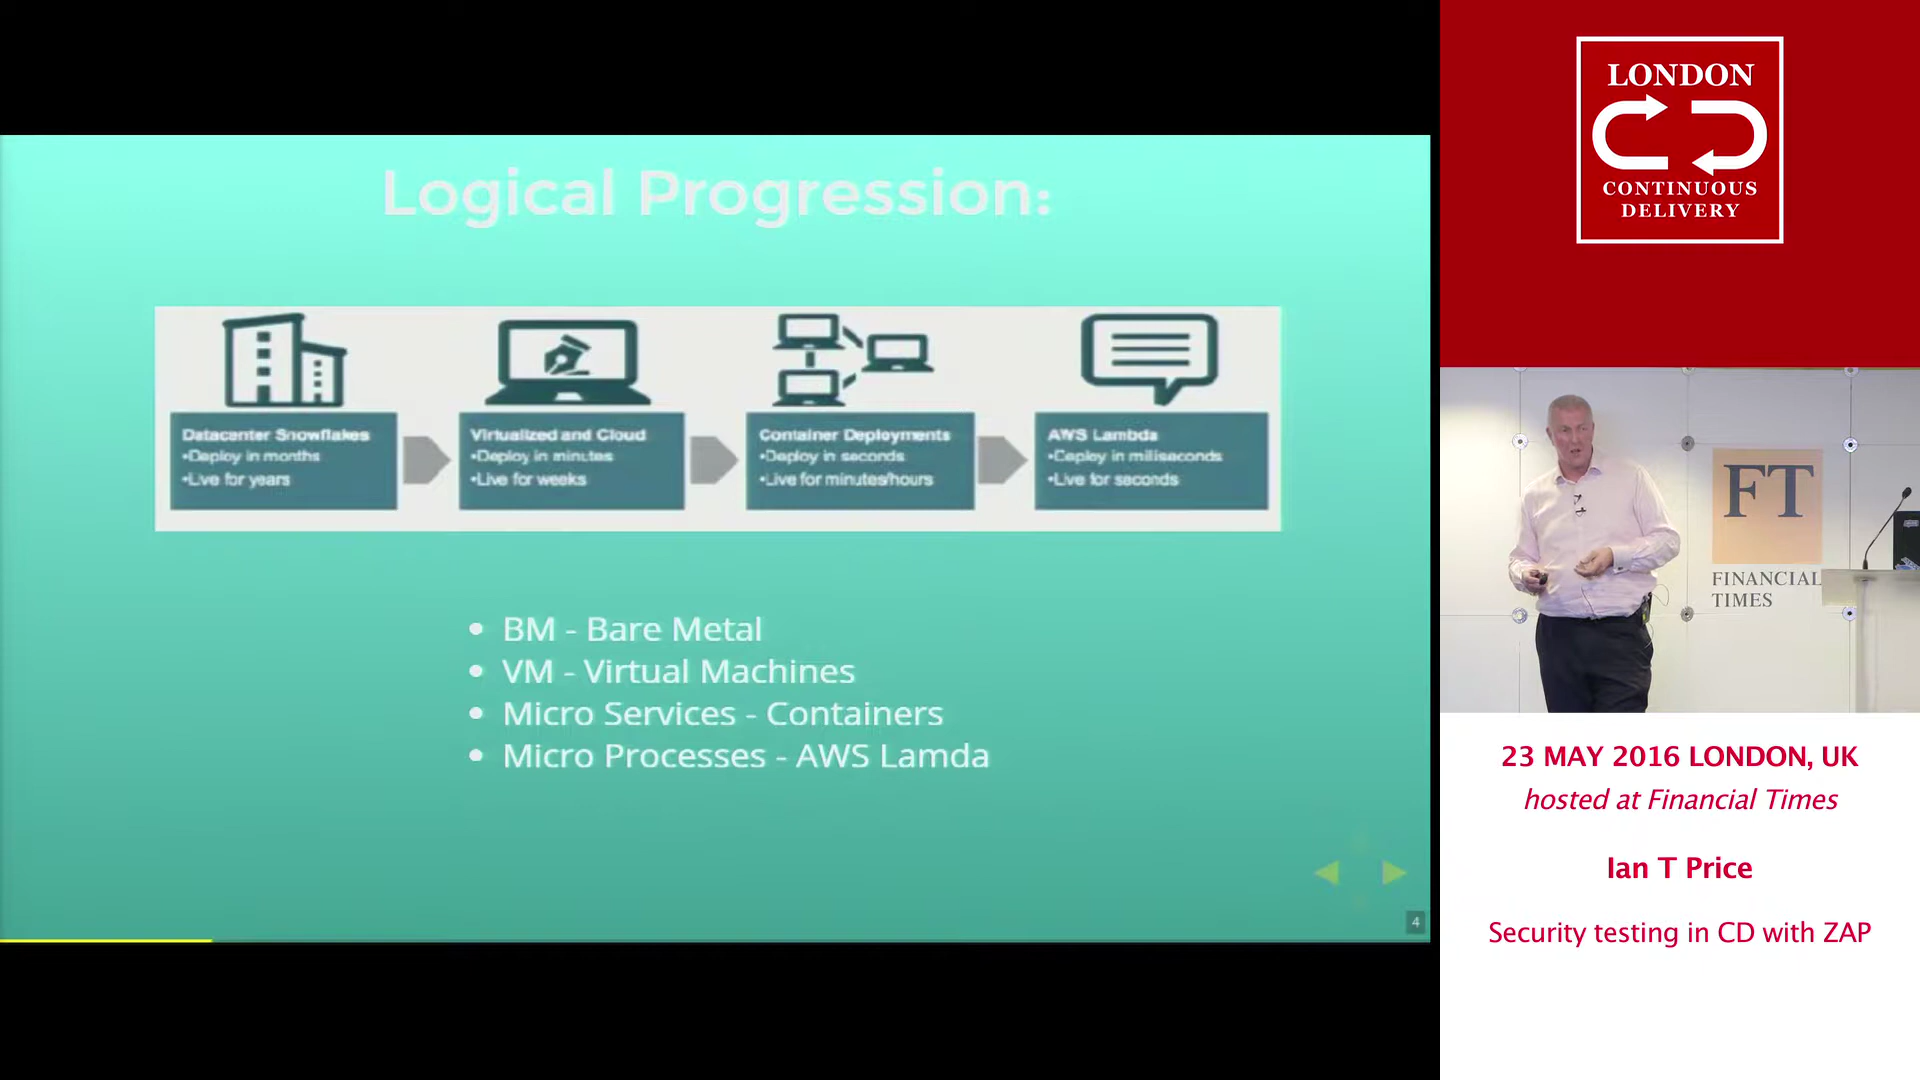 Logical Progression:
Datacenter Snowflakes
•Deploy in months
•Live for years
Virtualized and Cloud
•Deploy in minutes
•Live for weeks
Container Deployments
•Deploy in seconds
•Live for minutes/hours
AWS Lambda
•Deploy in miliseconds
•Live for seconds
• BM - Bare Metal
• VM - Virtual Machines
• Micro Services - Containers
• Micro Processes - AWS Lamda
4
LONDON
CONTINUOUS
DELIVERY
FT
FINANCIAL
TIMES
23 MAY 2016 LONDON, UK
hosted at Financial Times
Ian T Price
Security testing in CD with ZAP